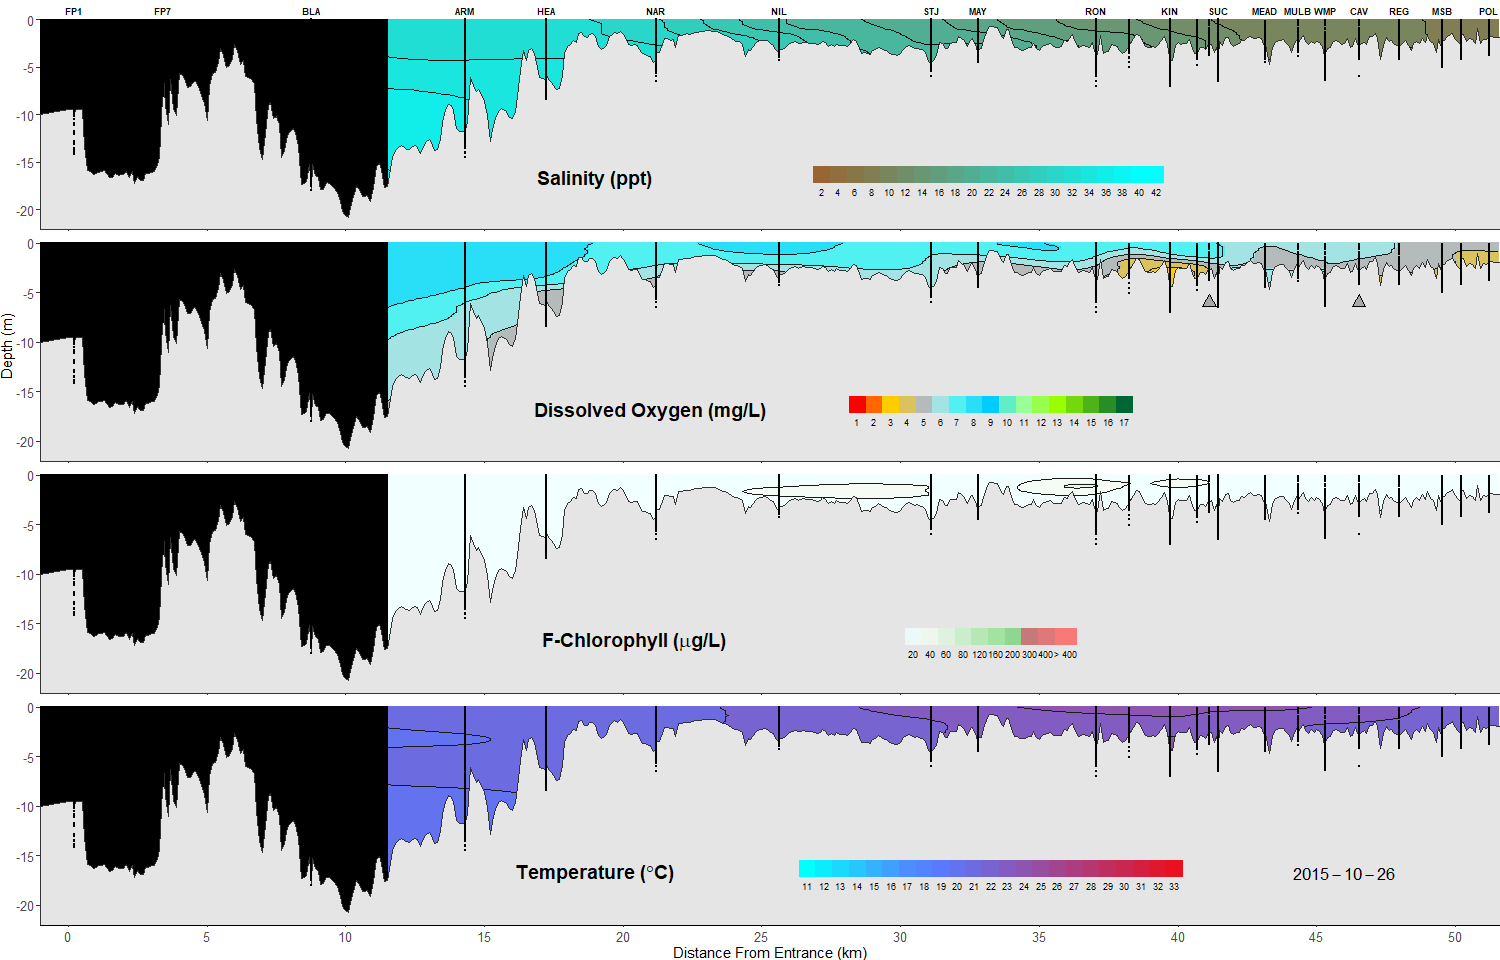 FP1 FP7 BLA ARM HEA NAR NIL STJ MAY RON KIN SUC MEAD MULB WMP CAV REG MSB POL
0
-5
-10
-15
-20
Salinity (ppt)
2 4 6 8 10 12 14 16 18 20 22 24 26 28 30 32 34 36 38 40 42
0
-5
-10
-15
-20
Dissolved Oxygen (mg/L)
1 2 3 4 5 6 7 8 9 10 11 12 13 14 15 16 17
Depth (m)
0
-5
-10
-15
-20
F-Chlorophyll (µg/L)
20 40 60 80 120 160 200 300 400 > 400
0
-5
-10
-15
-20
Temperature (°C)
11 12 13 14 15 16 17 18 19 20 21 22 23 24 25 26 27 28 29 30 31 32 33
2015 – 10 – 26
0 5 10 15 20 25 30 35 40 45 50
Distance From Entrance (km)